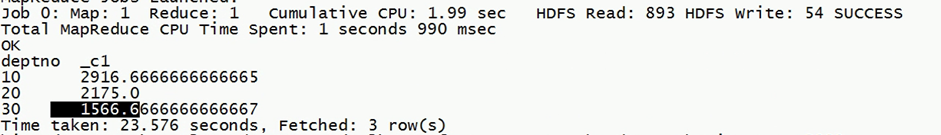 MapReduce Jobs Launched:
Job 0: Map: 1  Reduce: 1   Cumulative CPU: 1.99 sec   HDFS Read: 893 HDFS Write: 54 SUCCESS
Total MapReduce CPU Time Spent: 1 seconds 990 msec
OK
deptno  _c1
10      2916.6666666666665
20      2175.0
30      1566.6666666666667
Time taken: 23.576 seconds, Fetched: 3 row(s)